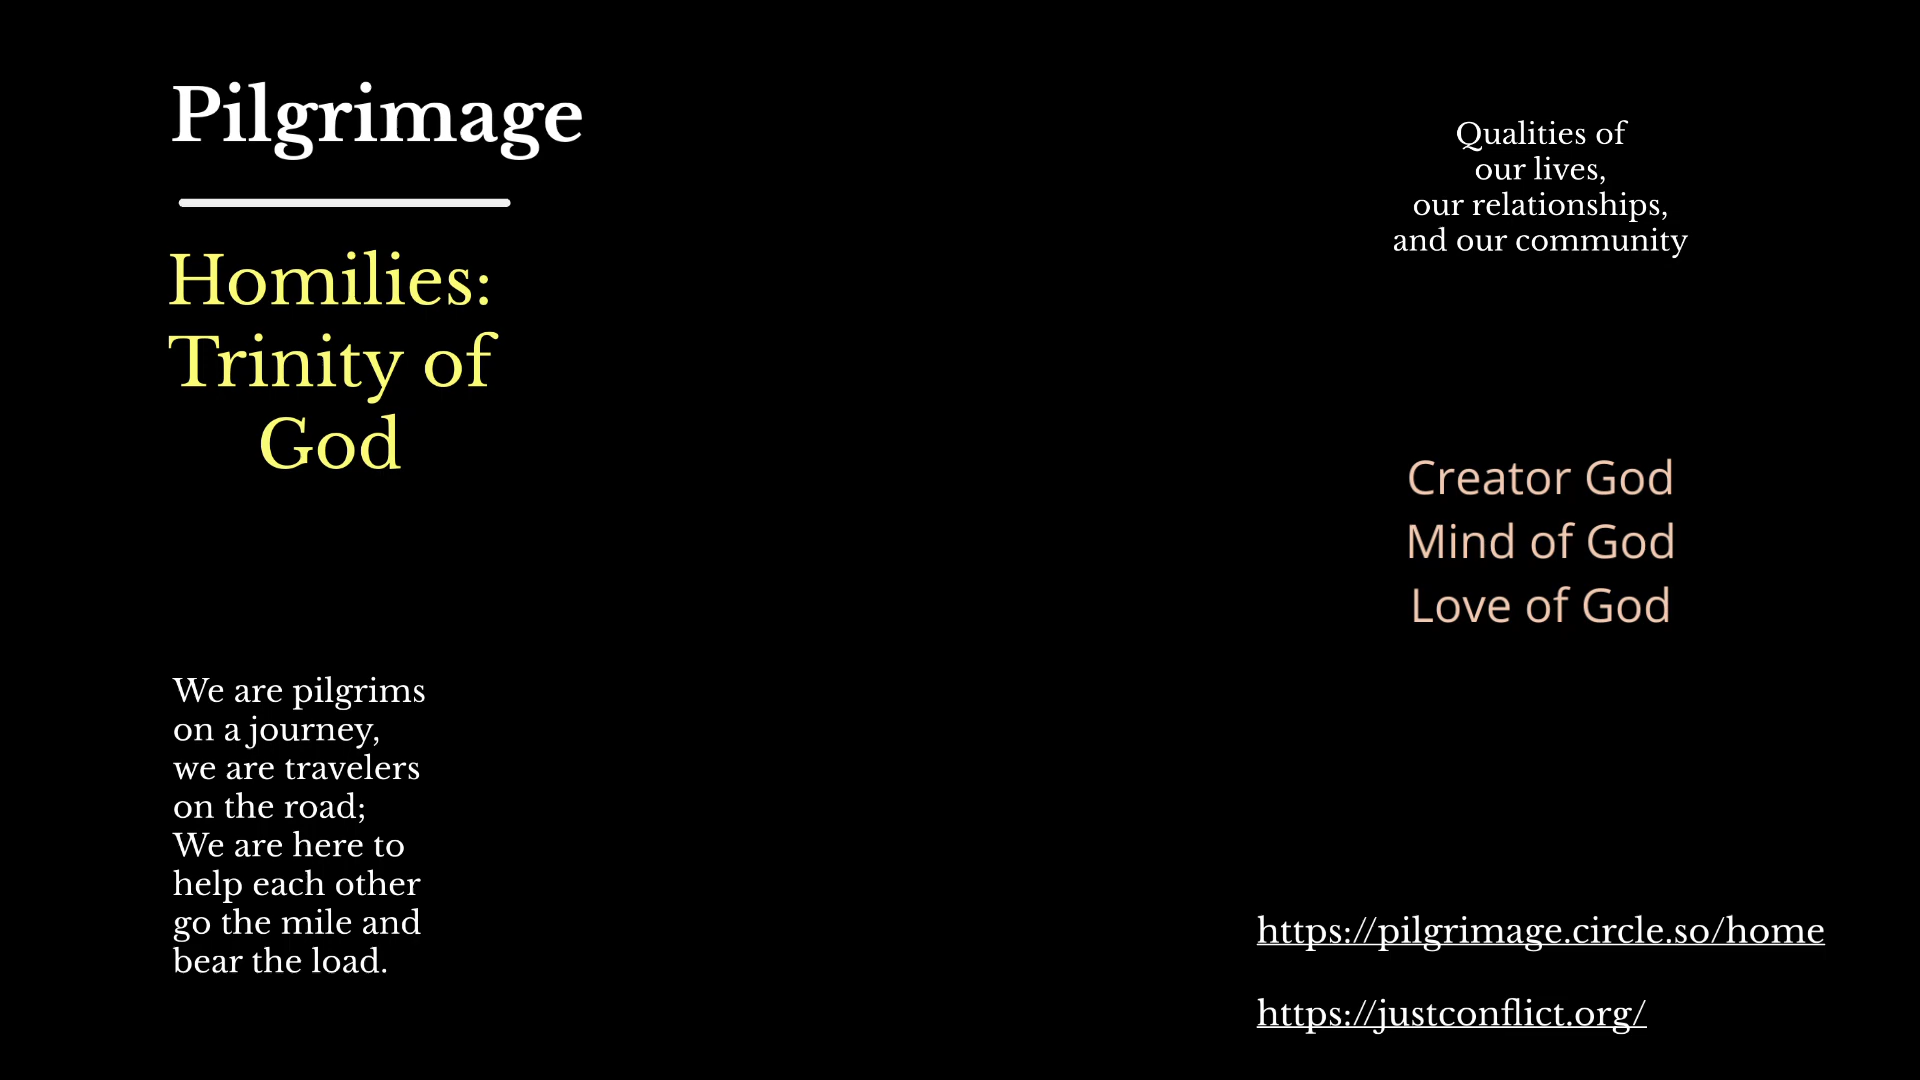 Pilgrimage
Homilies:
Trinity of
God
We are pilgrims
on a journey,
we are travelers
on the road;
We are here to
help each other
go the mile and
bear the load.
Qualities of
our lives,
our relationships,
and our community
Creator God
Mind of God
Love of God
https://pilgrimage.circle.so/home
https://justconflict.org/